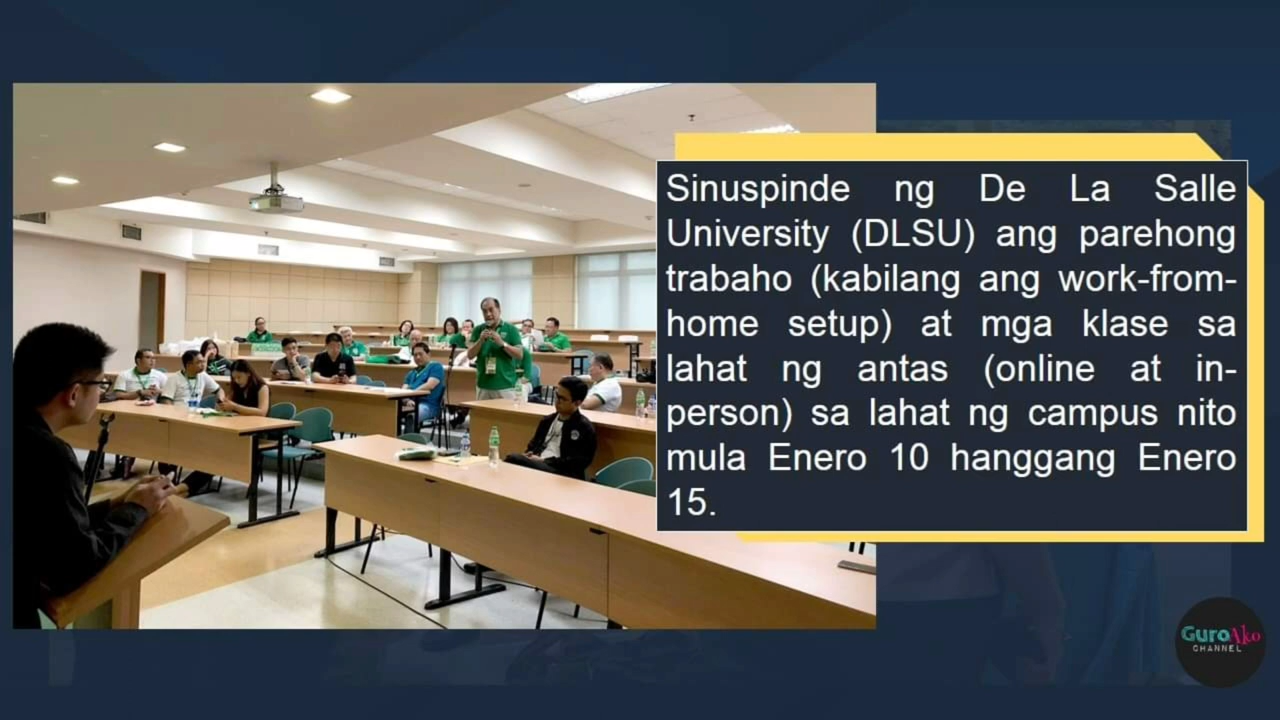 Sinuspinde ng De La Salle
University (DLSU) ang parehong
trabaho (kabilang ang work-from-
home setup) at mga klase sa
lahat ng antas (online at in-
person) sa lahat ng campus nito
mula Enero 10 hanggang Enero
15.
GuroAko
CHANNEL